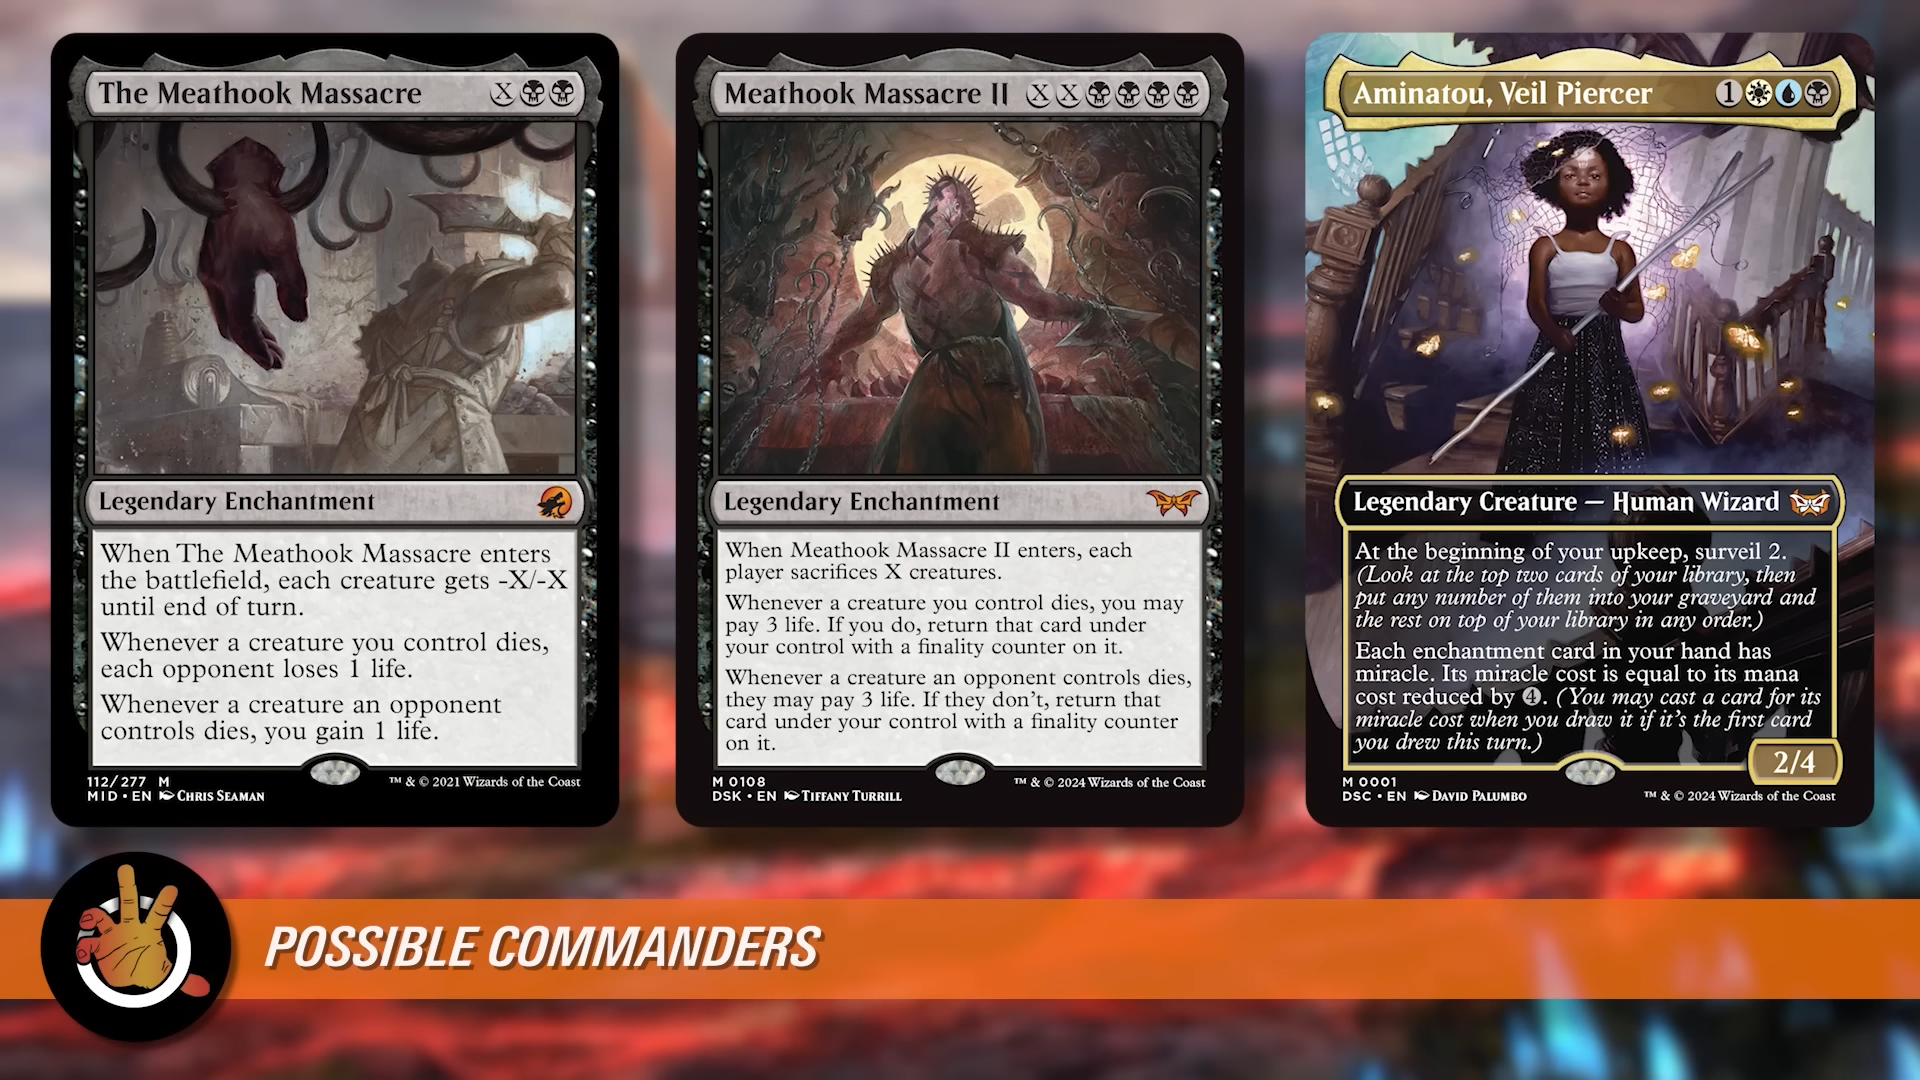 The Meathook Massacre X
Legendary Enchantment
When The Meathook Massacre enters
the battlefield, each creature gets -X/-X
until end of turn.
Whenever a creature you control dies,
each opponent loses 1 life.
Whenever a creature an opponent
controls dies, you gain 1 life.
112/277 M
MID • EN Chris Seaman
™ & © 2021 Wizards of the Coast
Meathook Massacre II X X
Legendary Enchantment
When Meathook Massacre II enters, each
player sacrifices X creatures.
Whenever a creature you control dies, you may
pay 3 life. If you do, return that card under
your control with a finality counter on it.
Whenever a creature an opponent controls dies,
they may pay 3 life. If they don't, return that
card under your control with a finality counter
on it.
M 0108
DSK • EN Tiffany Turrill
™ & © 2024 Wizards of the Coast
Aminatou, Veil Piercer 1
Legendary Creature — Human Wizard
At the beginning of your upkeep, surveil 2.
(Look at the top two cards of your library, then
put any number of them into your graveyard and
the rest on top of your library in any order.)
Each enchantment card in your hand has
miracle. Its miracle cost is equal to its mana
cost reduced by 4. (You may cast a card for its
miracle cost when you draw it if it's the first card
you drew this turn.)
2/4
M 0001
DSC • EN David Palumbo
™ & © 2024 Wizards of the Coast
POSSIBLE COMMANDERS